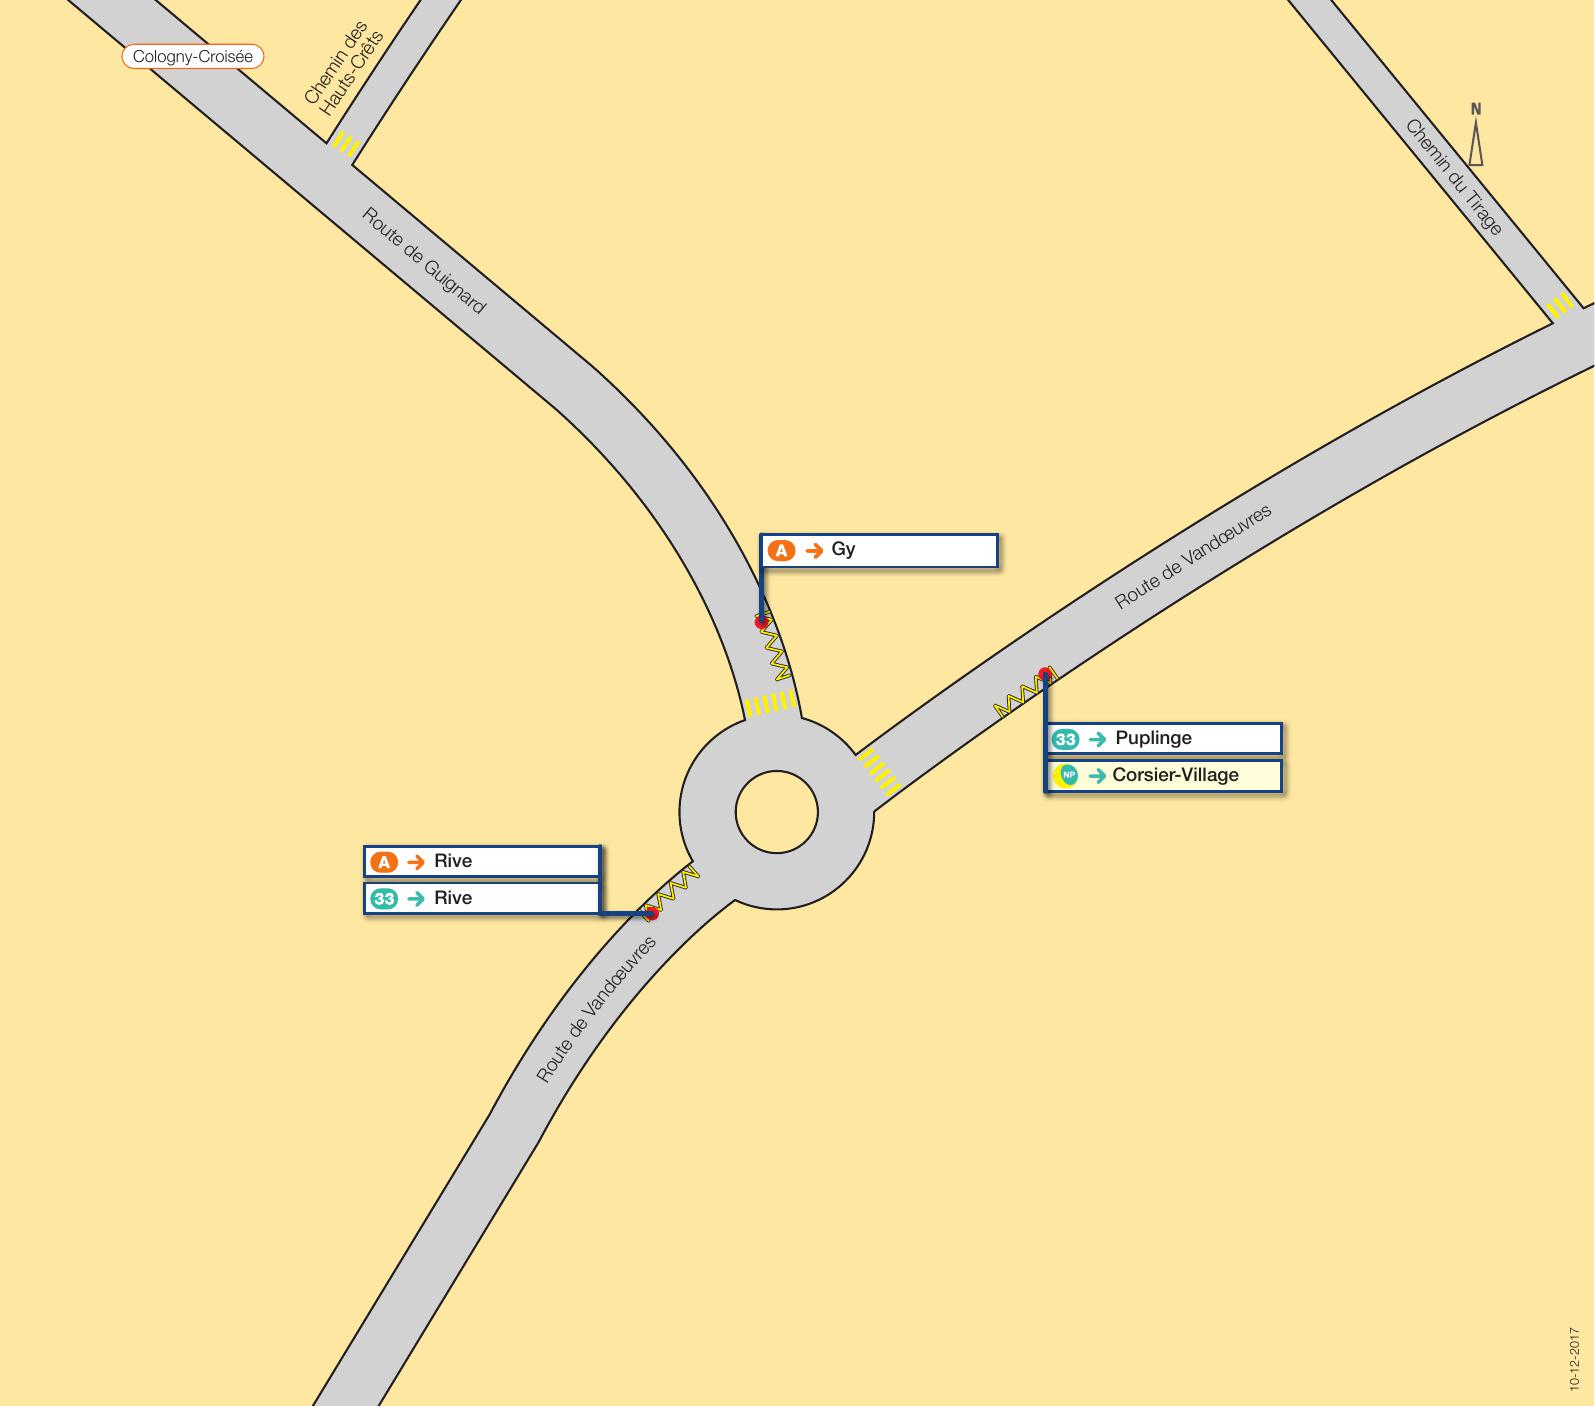 Cologny-Croisée
Chemin des
Hauts-Crêts
N
Chemin du Tirage
Route de Guignard
Route de Vandœuvres
A → Gy
33 → Puplinge
NP → Corsier-Village
A → Rive
33 → Rive
Route de Vandœuvres
10-12-2017